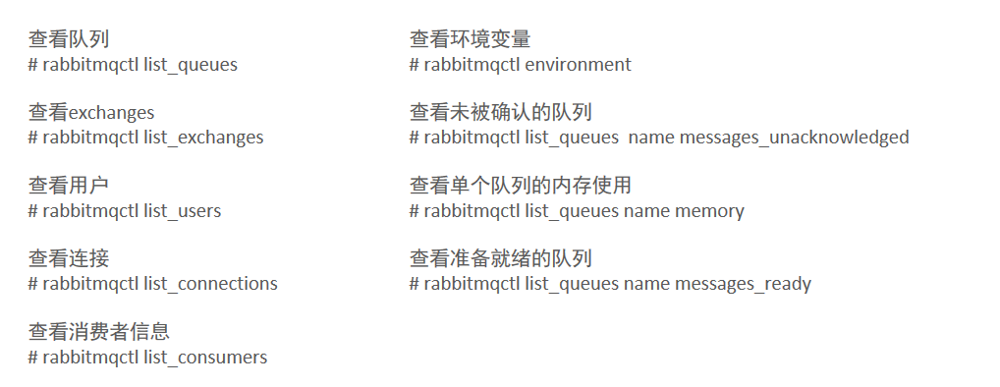 查看队列
# rabbitmqctl list_queues
查看exchanges
# rabbitmqctl list_exchanges
查看用户
# rabbitmqctl list_users
查看连接
# rabbitmqctl list_connections
查看消费者信息
# rabbitmqctl list_consumers
查看环境变量
# rabbitmqctl environment
查看未被确认的队列
# rabbitmqctl list_queues  name messages_unacknowledged
查看单个队列的内存使用
# rabbitmqctl list_queues name memory
查看准备就绪的队列
# rabbitmqctl list_queues name messages_ready